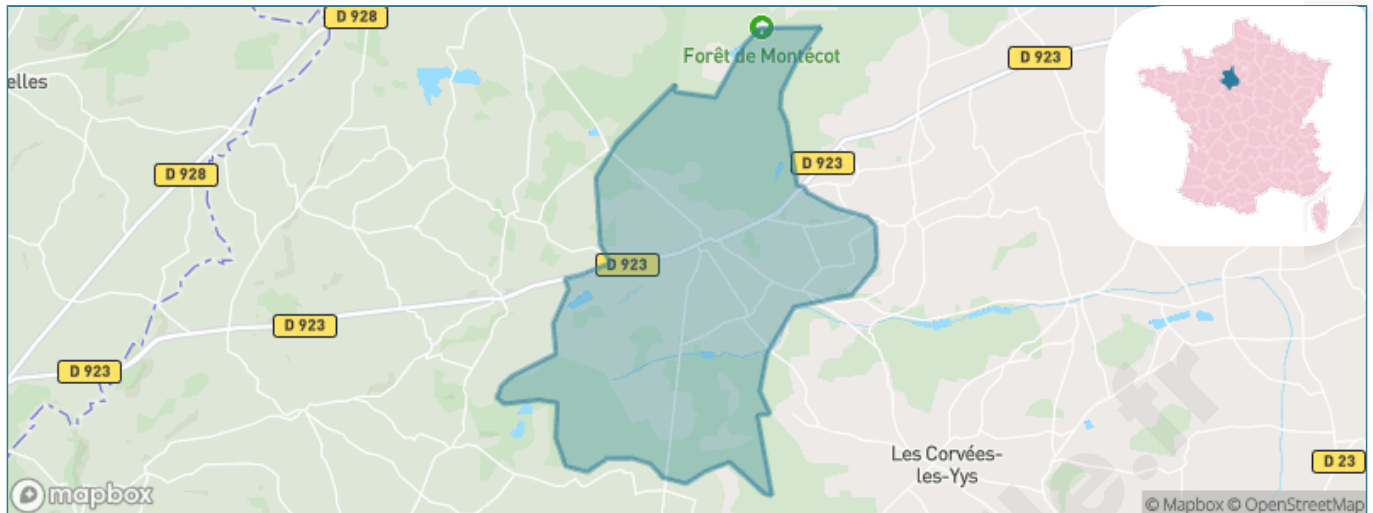 D 928
Forêt de Montécot
D 923
elles
D 923
D 928
D 923
D 923
D 923
Les Corvées-
les-Yys
D 23
mapbox
© Mapbox © OpenStreetMap